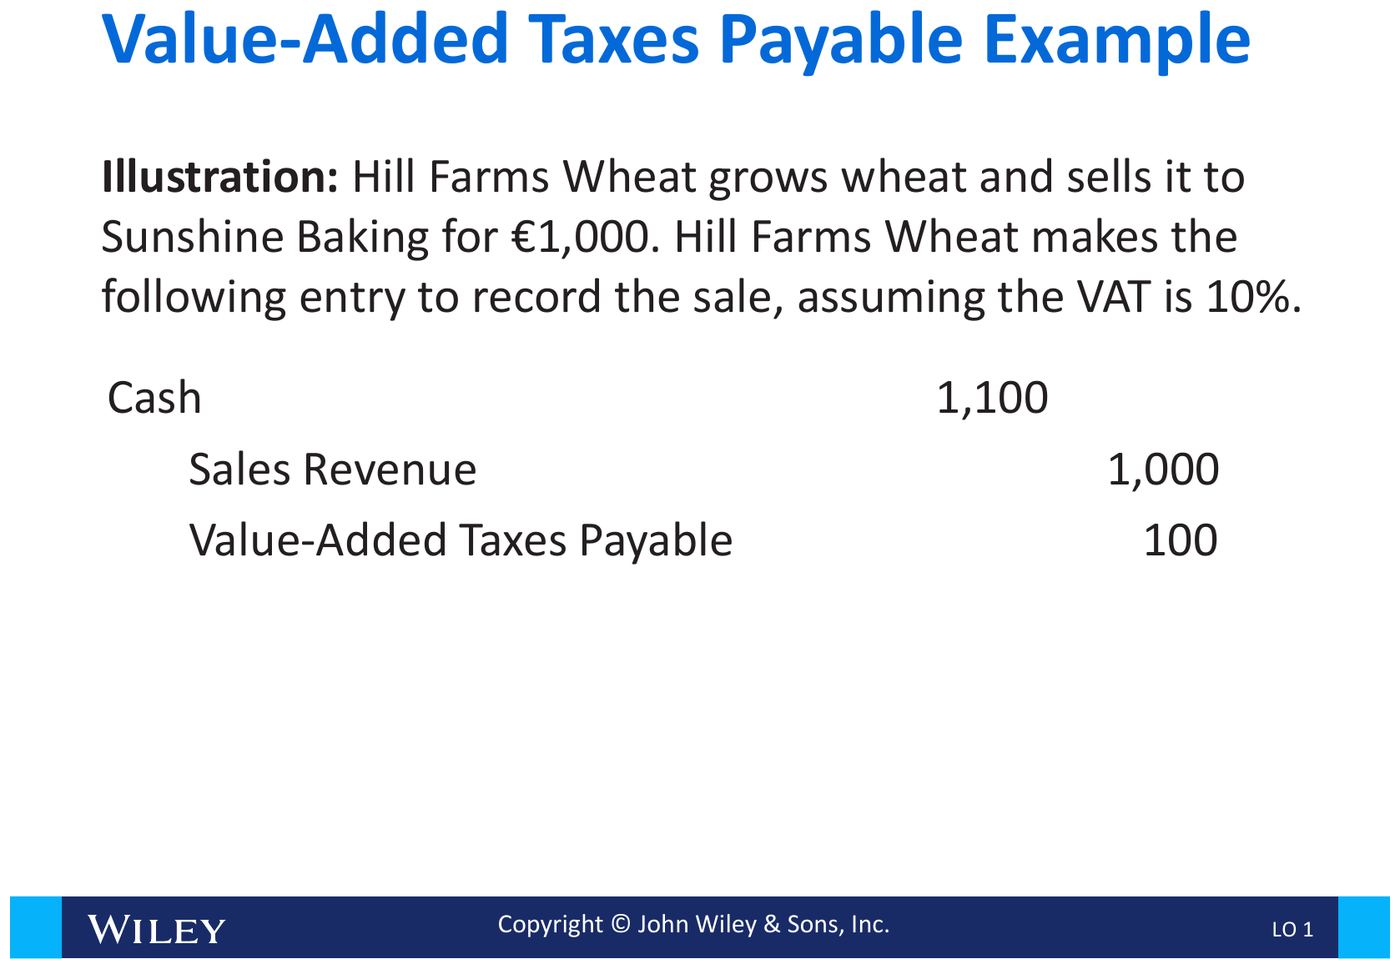 Value-Added Taxes Payable Example
Illustration: Hill Farms Wheat grows wheat and sells it to
Sunshine Baking for €1,000. Hill Farms Wheat makes the
following entry to record the sale, assuming the VAT is 10%.
Cash 1,100
Sales Revenue 1,000
Value-Added Taxes Payable 100
WILEY Copyright © John Wiley & Sons, Inc. LO 1